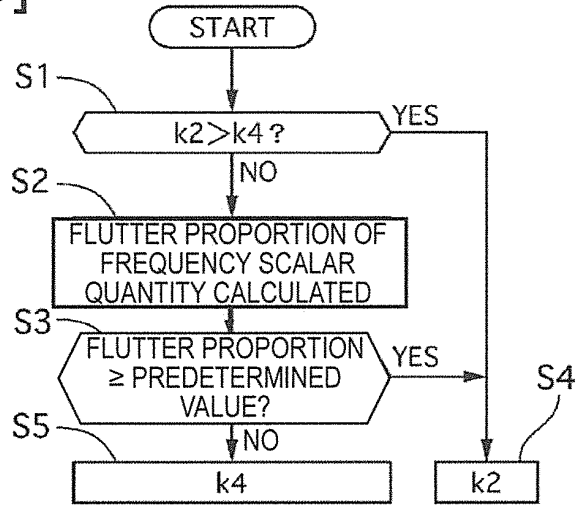 START
S1
k2>k4?
YES
NO
S2
FLUTTER PROPORTION OF
FREQUENCY SCALAR
QUANTITY CALCULATED
S3
FLUTTER PROPORTION
≥ PREDETERMINED
VALUE?
YES
NO
S4
S5
k4
k2